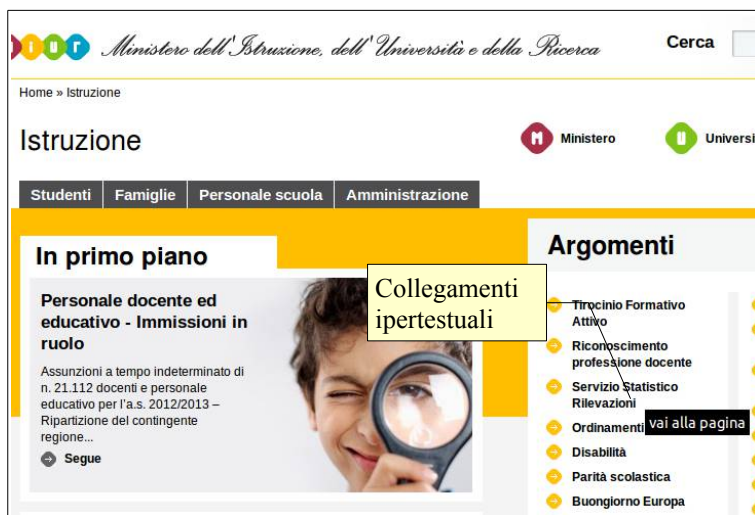 Ministero dell'Istruzione, dell'Università e della Ricerca
Cerca
Home » Istruzione
Istruzione
M Ministero
U
Studenti
Famiglie
Personale scuola
Amministrazione
In primo piano
Personale docente ed
educativo - Immissioni in
ruolo
Assunzioni a tempo indeterminato di
n. 21.112 docenti e personale
educativo per l'a.s. 2012/2013 –
Ripartizione del contingente
regione...
Segue
Collegamenti
ipertestuali
Argomenti
Tirocinio Formativo
Attivo
Riconoscimento
professione docente
Servizio Statistico
Rilevazioni
Ordinamenti
vai alla pagina
Disabilità
Parità scolastica
Buongiorno Europa